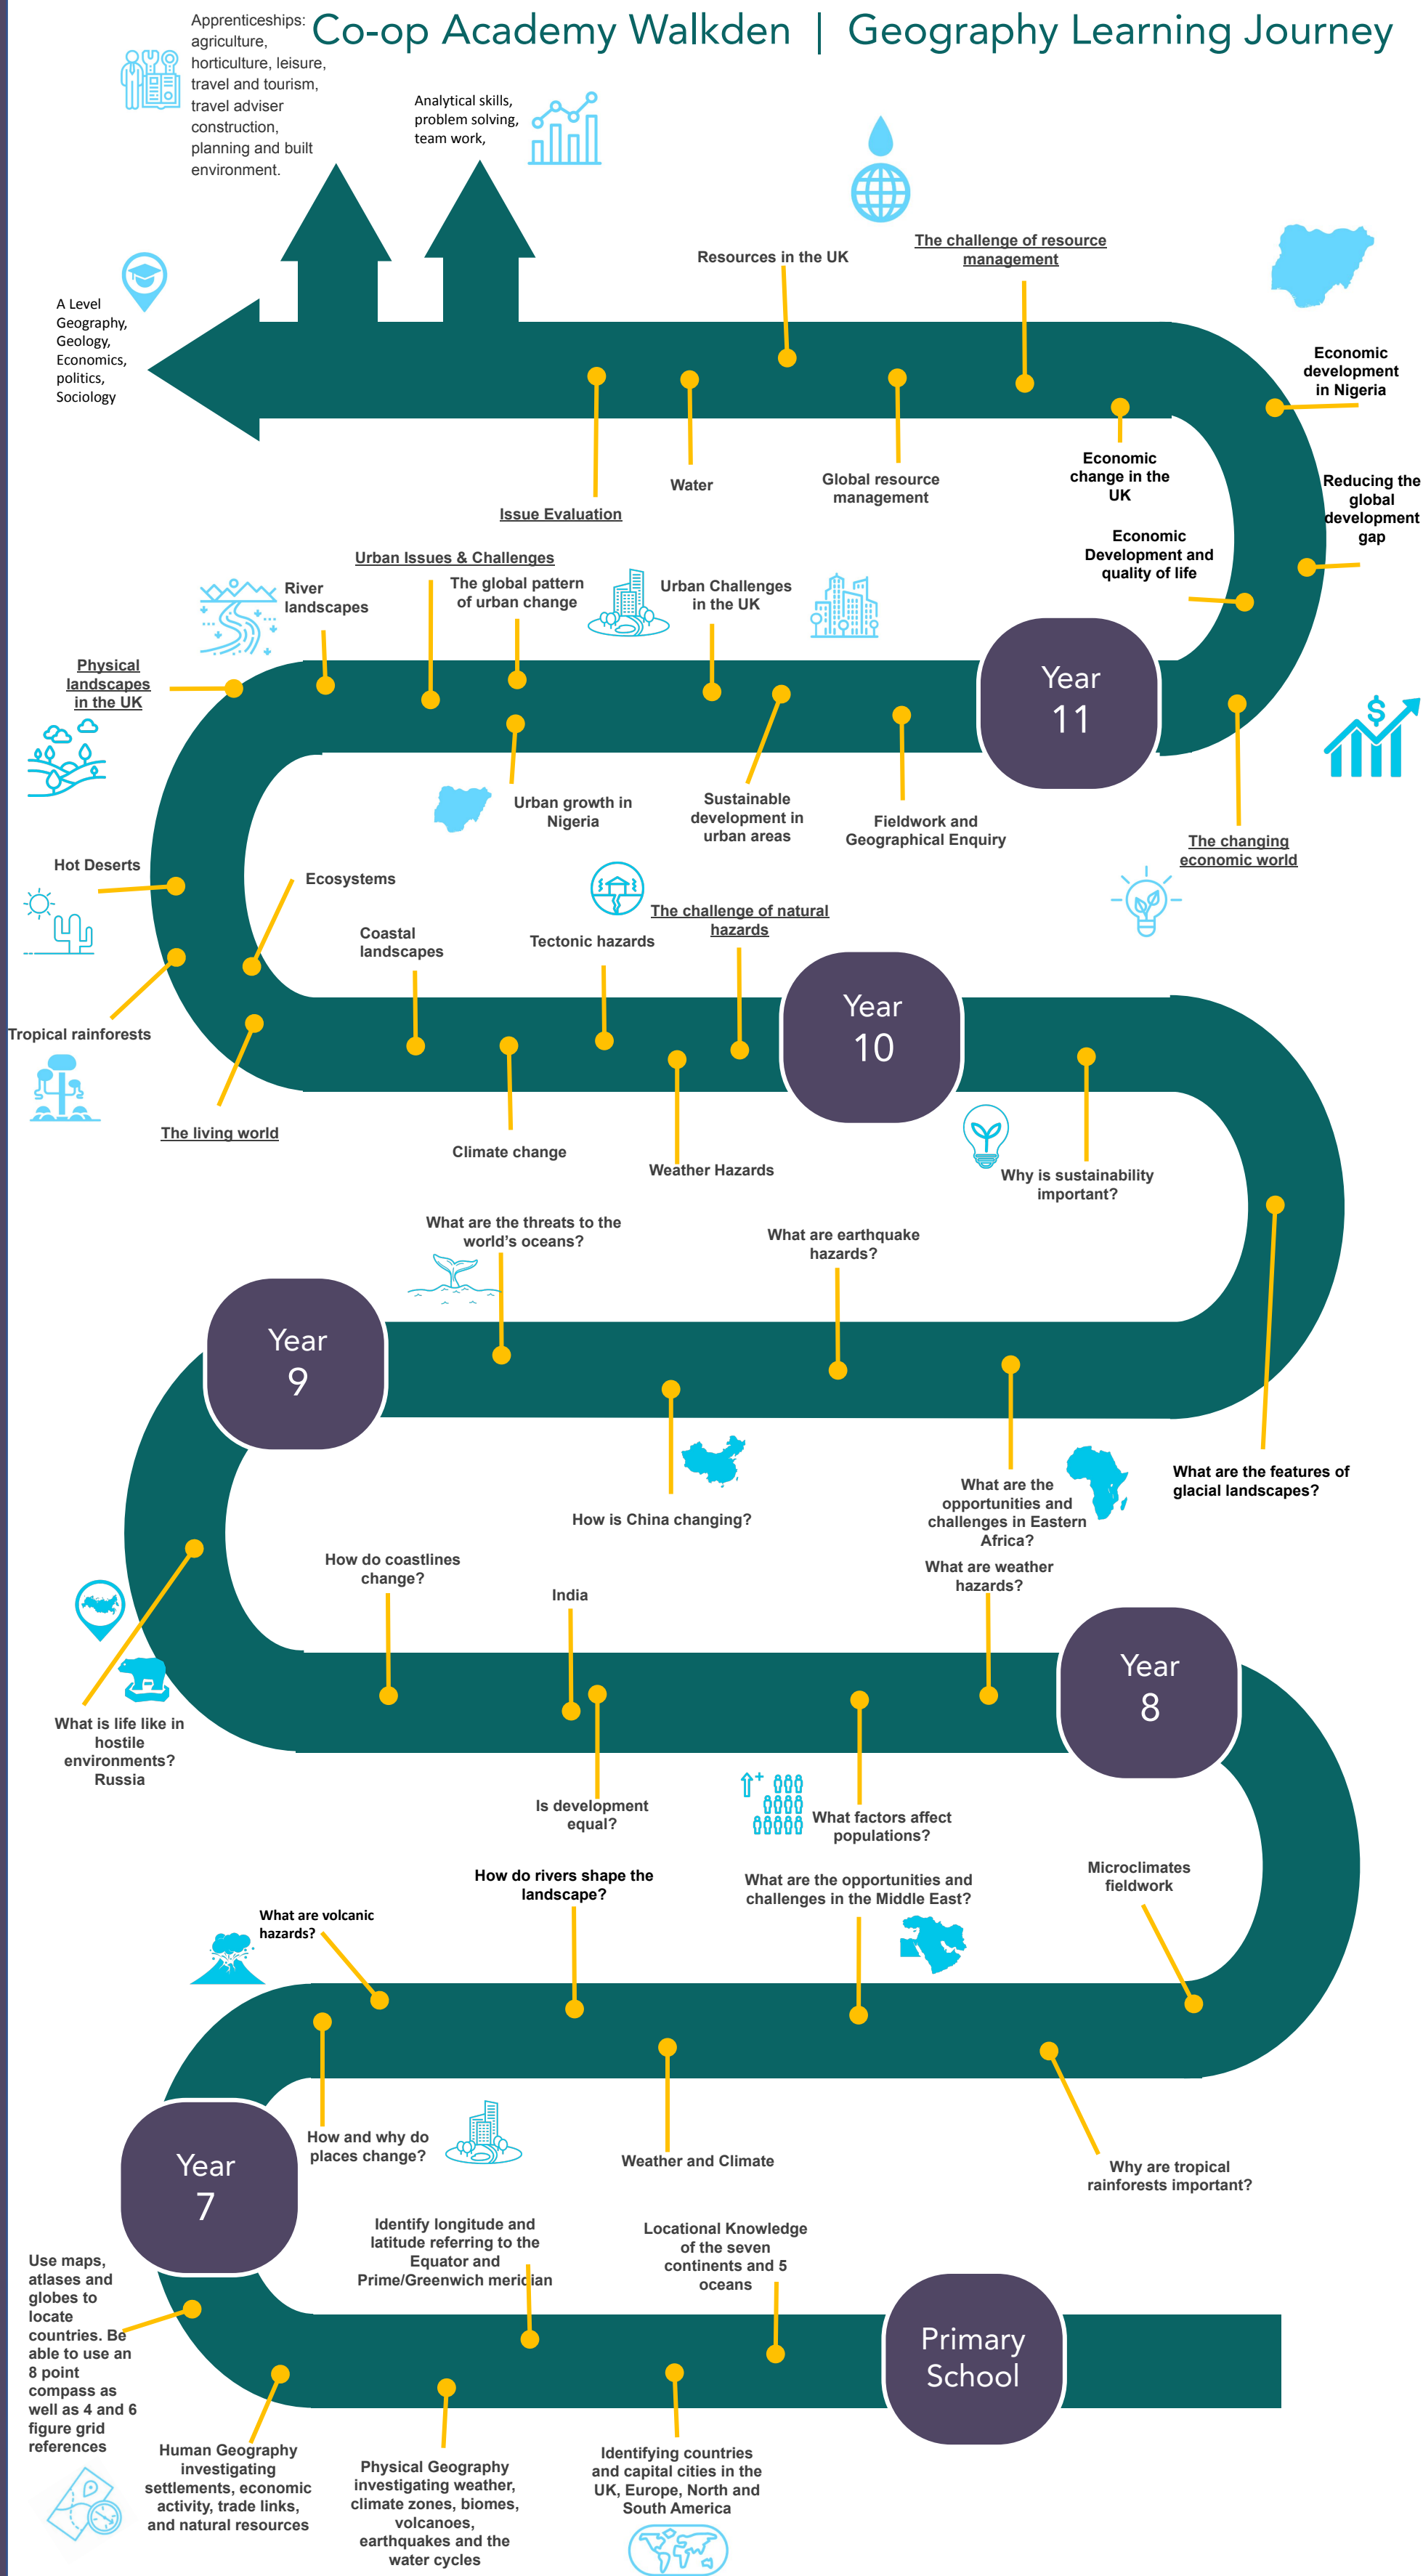 Co-op Academy Walkden | Geography Learning Journey
Apprenticeships:
agriculture,
horticulture, leisure,
travel and tourism,
travel adviser
construction,
planning and built
environment.
Analytical skills,
problem solving,
team work,
A Level
Geography,
Geology,
Economics,
politics,
Sociology
Resources in the UK
The challenge of resource
management
Economic
development
in Nigeria
Issue Evaluation
Water
Global resource
management
Economic
change in the
UK
Reducing the
global
development
gap
Economic
Development and
quality of life
Physical
landscapes
in the UK
River
landscapes
Urban Issues & Challenges
The global pattern
of urban change
Urban Challenges
in the UK
Year
11
Urban growth in
Nigeria
Sustainable
development in
urban areas
Fieldwork and
Geographical Enquiry
The changing
economic world
Hot Deserts
Ecosystems
Coastal
landscapes
Tectonic hazards
The challenge of natural
hazards
Year
10
Tropical rainforests
The living world
Climate change
Weather Hazards
Why is sustainability
important?
What are the threats to the
world's oceans?
What are earthquake
hazards?
Year
9
How is China changing?
What are the
opportunities and
challenges in Eastern
Africa?
What are the features of
glacial landscapes?
How do coastlines
change?
India
What are weather
hazards?
Year
8
What is life like in
hostile
environments?
Russia
Is development
equal?
What factors affect
populations?
What are volcanic
hazards?
How do rivers shape the
landscape?
What are the opportunities and
challenges in the Middle East?
Microclimates
fieldwork
Year
7
How and why do
places change?
Weather and Climate
Why are tropical
rainforests important?
Use maps,
atlases and
globes to
locate
countries. Be
able to use an
8 point
compass as
well as 4 and 6
figure grid
references
Identify longitude and
latitude referring to the
Equator and
Prime/Greenwich meridian
Locational Knowledge
of the seven
continents and 5
oceans
Primary
School
Human Geography
investigating
settlements, economic
activity, trade links,
and natural resources
Physical Geography
investigating weather,
climate zones, biomes,
volcanoes,
earthquakes and the
water cycles
Identifying countries
and capital cities in the
UK, Europe, North and
South America